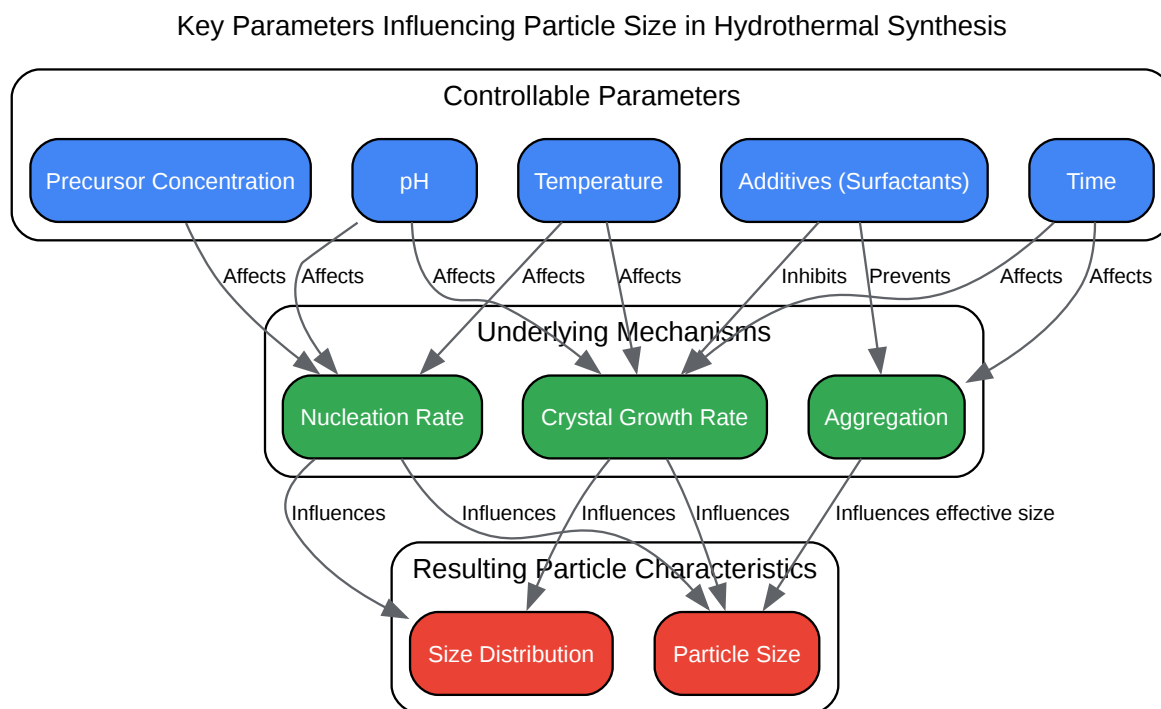 Key Parameters Influencing Particle Size in Hydrothermal Synthesis
Controllable Parameters
Precursor Concentration
pH
Temperature
Additives (Surfactants)
Time
Affects
Affects
Affects
Affects
Affects
Inhibits
Prevents
Affects
Affects
Underlying Mechanisms
Nucleation Rate
Crystal Growth Rate
Aggregation
Influences
Influences
Influences
Influences
Influences effective size
Resulting Particle Characteristics
Size Distribution
Particle Size